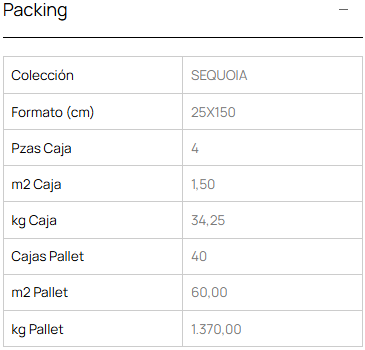 Packing
Colección SEQUOIA
Formato (cm) 25X150
Pzas Caja 4
m2 Caja 1,50
kg Caja 34,25
Cajas Pallet 40
m2 Pallet 60,00
kg Pallet 1.370,00